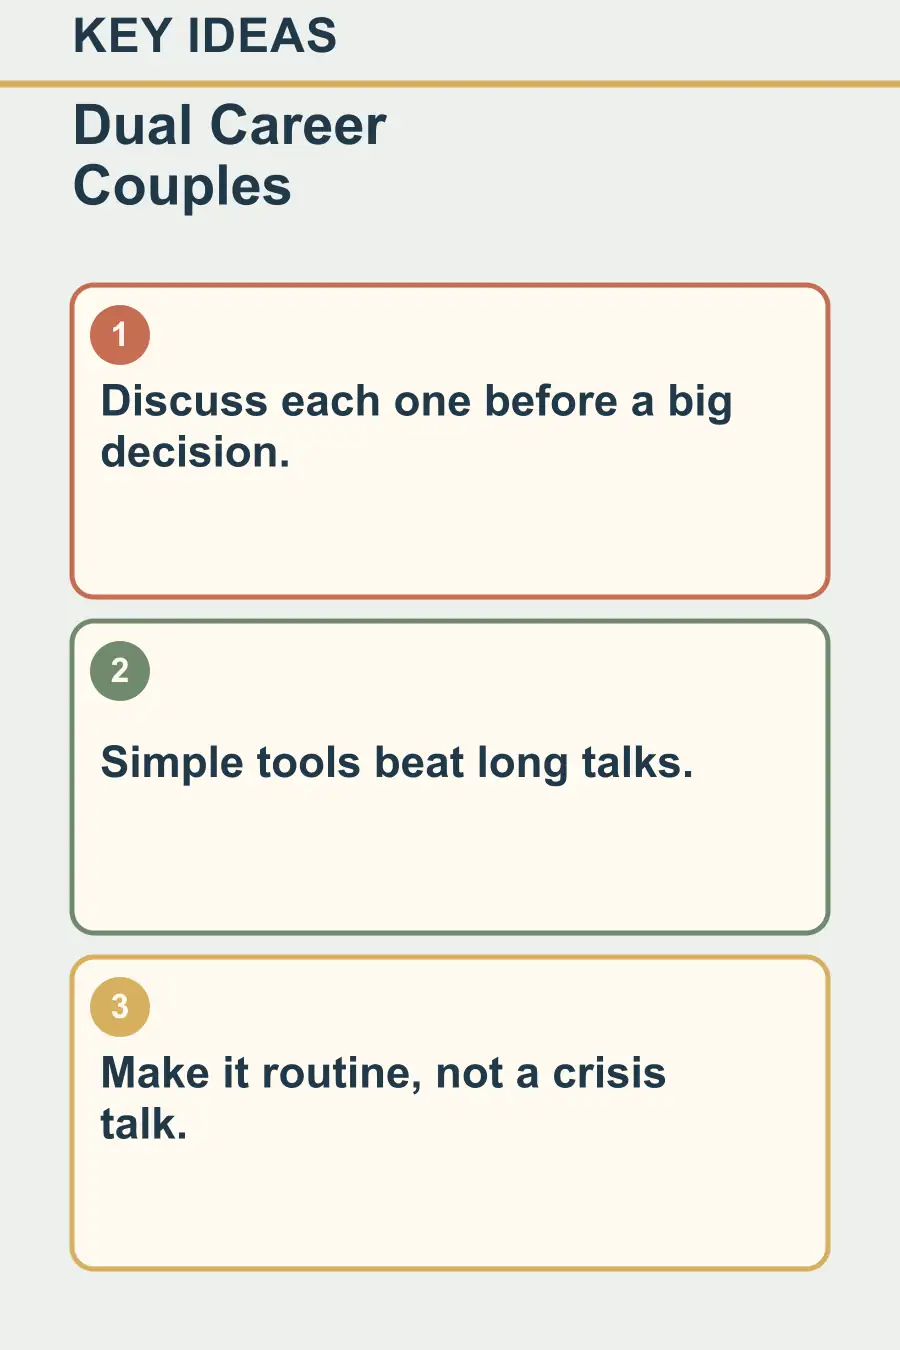 KEY IDEAS
Dual Career
Couples
1
Discuss each one before a big
decision.
2
Simple tools beat long talks.
3
Make it routine, not a crisis
talk.